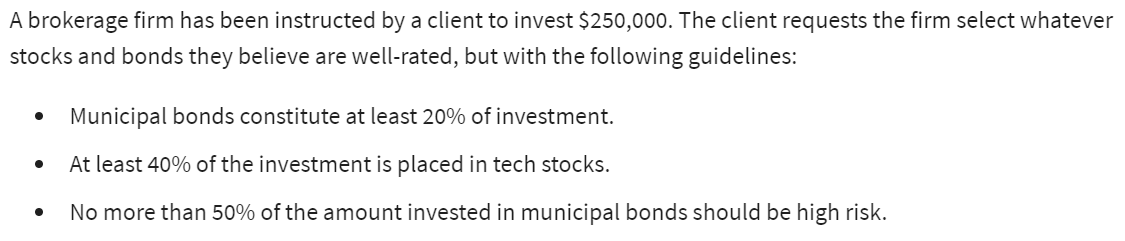 A brokerage firm has been instructed by a client to invest $250,000. The client requests the firm select whatever
stocks and bonds they believe are well-rated, but with the following guidelines:
• Municipal bonds constitute at least 20% of investment.
• At least 40% of the investment is placed in tech stocks.
• No more than 50% of the amount invested in municipal bonds should be high risk.